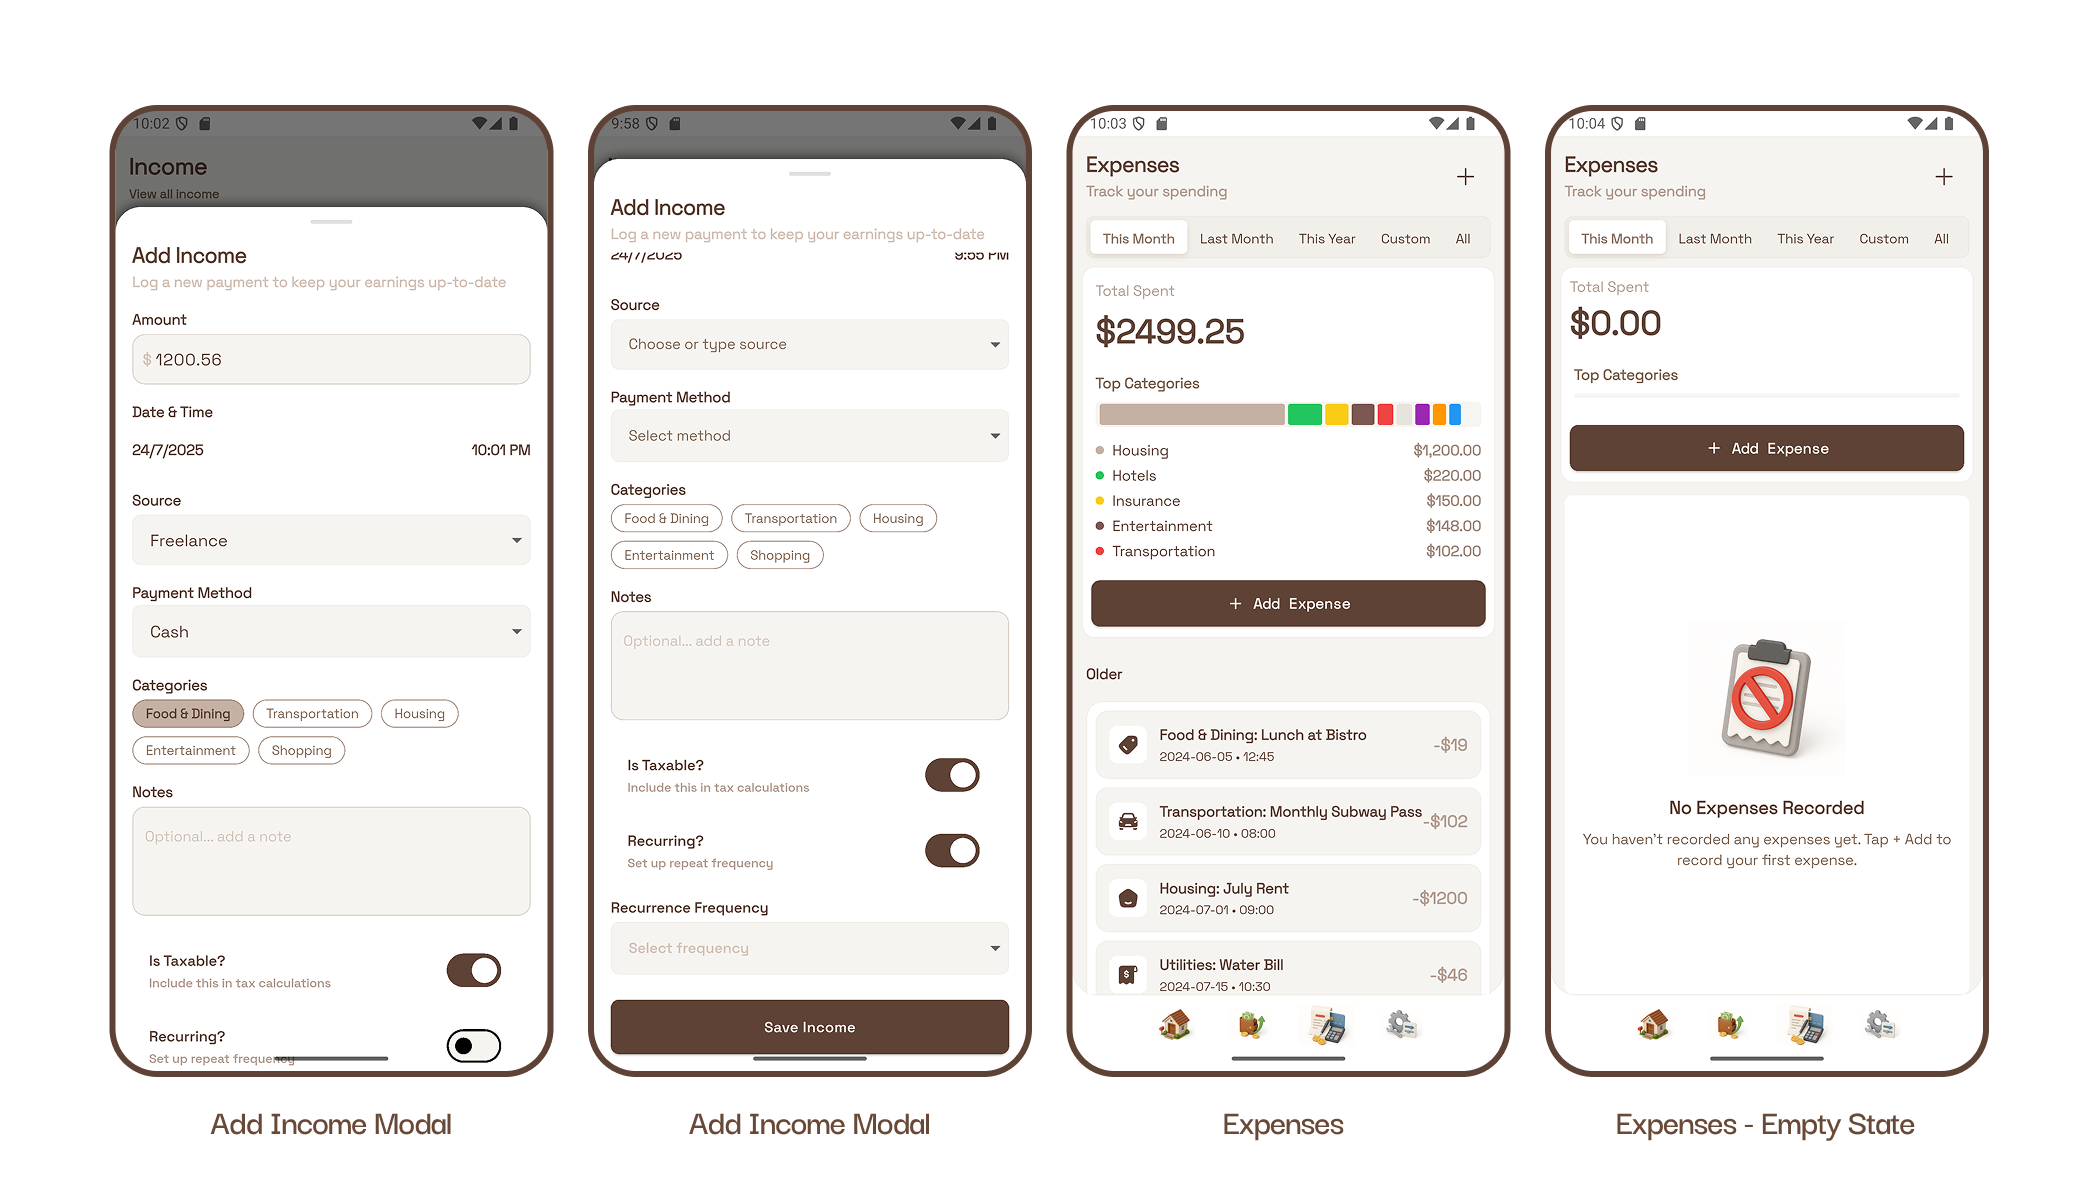 10:02
Income
View all income
Add Income
Log a new payment to keep your earnings up-to-date
Amount
$ 1200.56
Date & Time
24/7/2025 10:01 PM
Source
Freelance
Payment Method
Cash
Categories
Food & Dining Transportation Housing
Entertainment Shopping
Notes
Optional... add a note
Is Taxable?
Include this in tax calculations
Recurring?
Set up repeat frequency
Add Income Modal
9:58
Add Income
Log a new payment to keep your earnings up-to-date
24/7/2025 9:55 PM
Source
Choose or type source
Payment Method
Select method
Categories
Food & Dining Transportation Housing
Entertainment Shopping
Notes
Optional... add a note
Is Taxable?
Include this in tax calculations
Recurring?
Set up repeat frequency
Recurrence Frequency
Select frequency
Save Income
Add Income Modal
10:03
Expenses
Track your spending
+
This Month Last Month This Year Custom All
Total Spent
$2499.25
Top Categories
Housing $1,200.00
Hotels $220.00
Insurance $150.00
Entertainment $148.00
Transportation $102.00
+ Add Expense
Older
Food & Dining: Lunch at Bistro -$19
2024-06-05 • 12:45
Transportation: Monthly Subway Pass -$102
2024-06-10 • 08:00
Housing: July Rent -$1200
2024-07-01 • 09:00
Utilities: Water Bill -$46
2024-07-15 • 10:30
Expenses
10:04
Expenses
Track your spending
+
This Month Last Month This Year Custom All
Total Spent
$0.00
Top Categories
+ Add Expense
No Expenses Recorded
You haven't recorded any expenses yet. Tap + Add to
record your first expense.
Expenses - Empty State